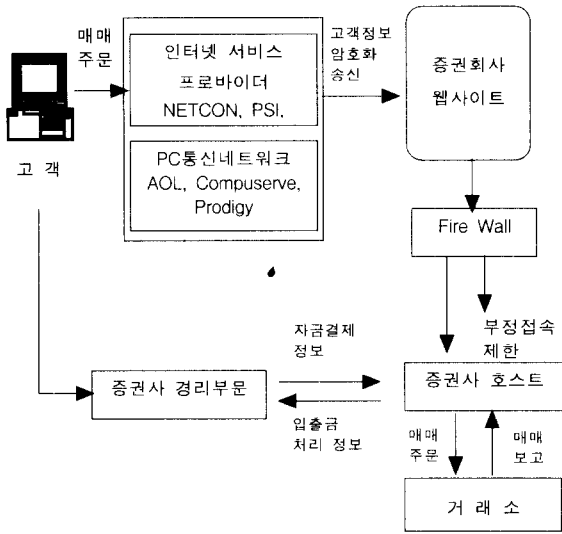 매매
주문
인터넷 서비스
프로바이더
NETCON, PSI.
고객정보
암호화
송신
증권회사
웹사이트
고 객
PC통신네트워크
AOL, Compuserve,
Prodigy
Fire Wall
부정접속
제한
자금결제
정보
증권사 경리부문
증권사 호스트
입출금
처리 정보
매매
주문
매매
보고
거 래 소